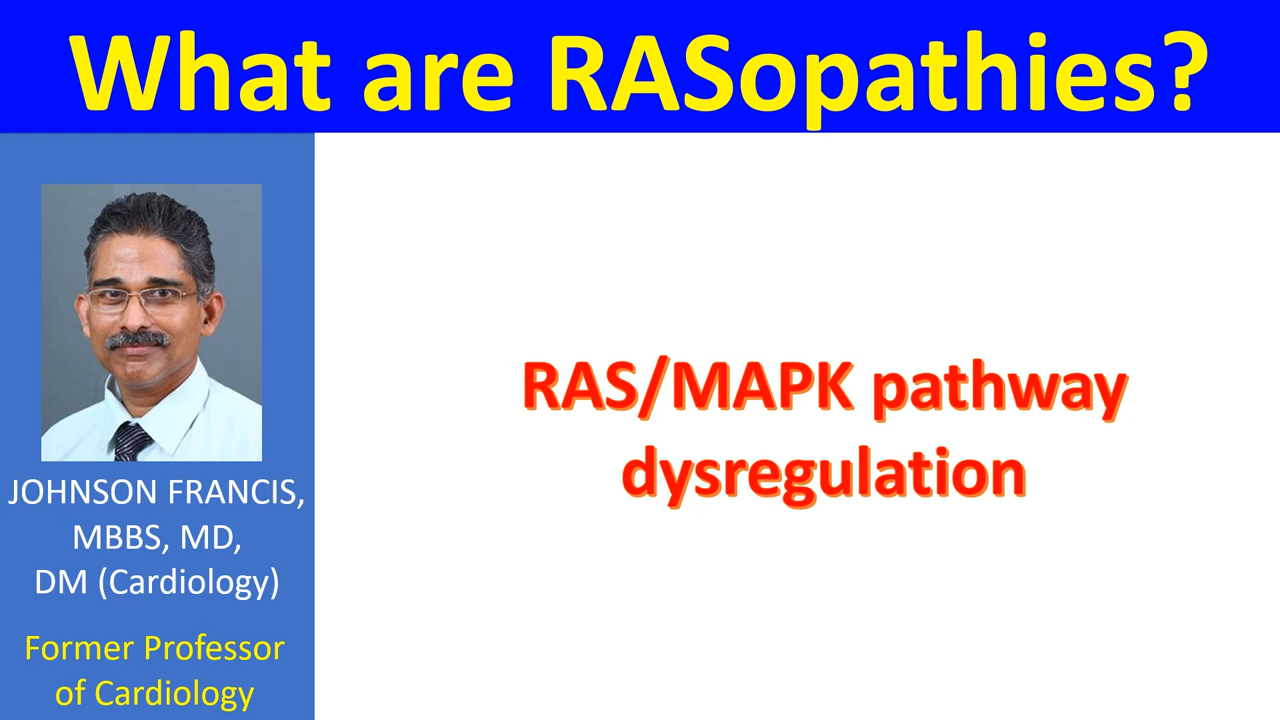 What are RASopathies?
JOHNSON FRANCIS,
MBBS, MD,
DM (Cardiology)
Former Professor
of Cardiology
RAS/MAPK pathway
dysregulation